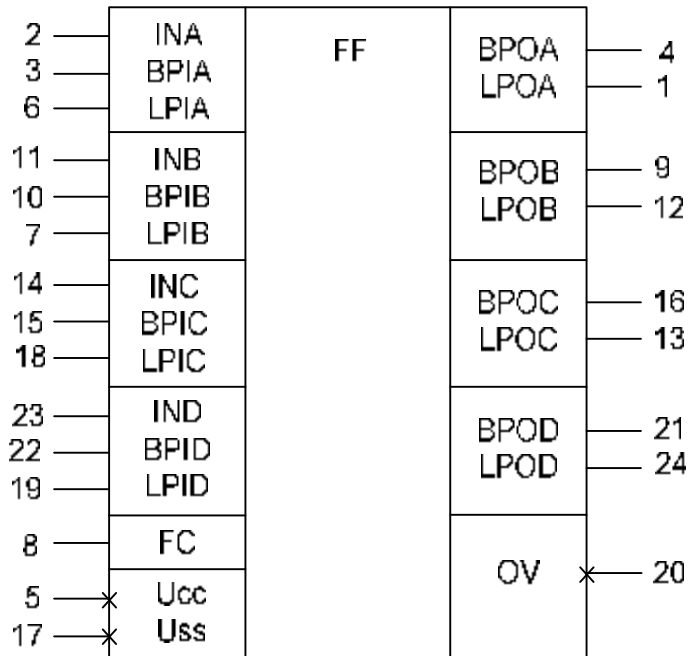 2 INA FF BPOA 4
3 BPIA LPOA 1
6 LPIA
11 INB BPOB 9
10 BPIB LPOB 12
7 LPIB
14 INC BPOC 16
15 BPIC LPOC 13
18 LPIC
23 IND BPOD 21
22 BPID LPOD 24
19 LPID
8 FC OV 20
5 Ucc
17 Uss